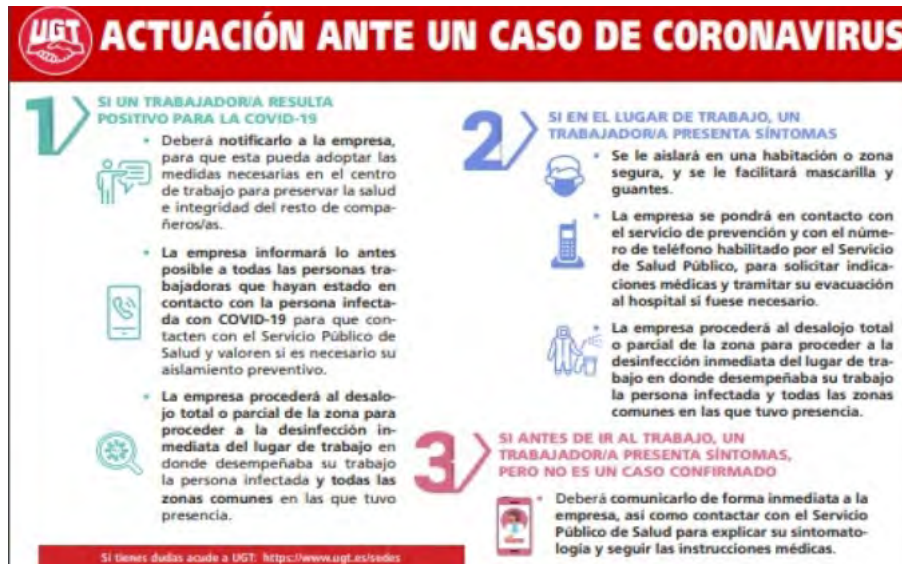 UGT
ACTUACIÓN ANTE UN CASO DE CORONAVIRUS
1
SI UN TRABAJADOR/A RESULTA
POSITIVO PARA LA COVID-19
• Deberá notificarlo a la empresa,
para que esta pueda adoptar las
medidas necesarias en el centro
de trabajo para preservar la salud
e integridad del resto de compa-
ñeros/as.
• La empresa informará lo antes
posible a todas las personas tra-
bajadoras que hayan estado en
contacto con la persona infecta-
da con COVID-19 para que con-
tacten con el Servicio Público de
Salud y valoren si es necesario su
aislamiento preventivo.
• La empresa procederá al desalo-
jo total o parcial de la zona para
proceder a la desinfección in-
mediata del lugar de trabajo en
donde desempeñaba su trabajo
la persona infectada y todas las
zonas comunes en las que tuvo
presencia.
Si tienes dudas acude a UGT: https://www.ugt.es/sedes
2
SI EN EL LUGAR DE TRABAJO, UN
TRABAJADOR/A PRESENTA SÍNTOMAS
• Se le aislará en una habitación o zona
segura, y se le facilitará mascarilla y
guantes.
• La empresa se pondrá en contacto con
el servicio de prevención y con el núme-
ro de teléfono habilitado por el Servicio
de Salud Público, para solicitar indica-
ciones médicas y tramitar su evacuación
al hospital si fuese necesario.
• La empresa procederá al desalojo total
o parcial de la zona para proceder a la
desinfección inmediata del lugar de tra-
bajo en donde desempeñaba su trabajo
la persona infectada y todas las zonas
comunes en las que tuvo presencia.
3
SI ANTES DE IR AL TRABAJO, UN
TRABAJADOR/A PRESENTA SÍNTOMAS,
PERO NO ES UN CASO CONFIRMADO
• Deberá comunicarlo de forma inmediata a la
empresa, así como contactar con el Servicio
Público de Salud para explicar su sintomato-
logía y seguir las instrucciones médicas.